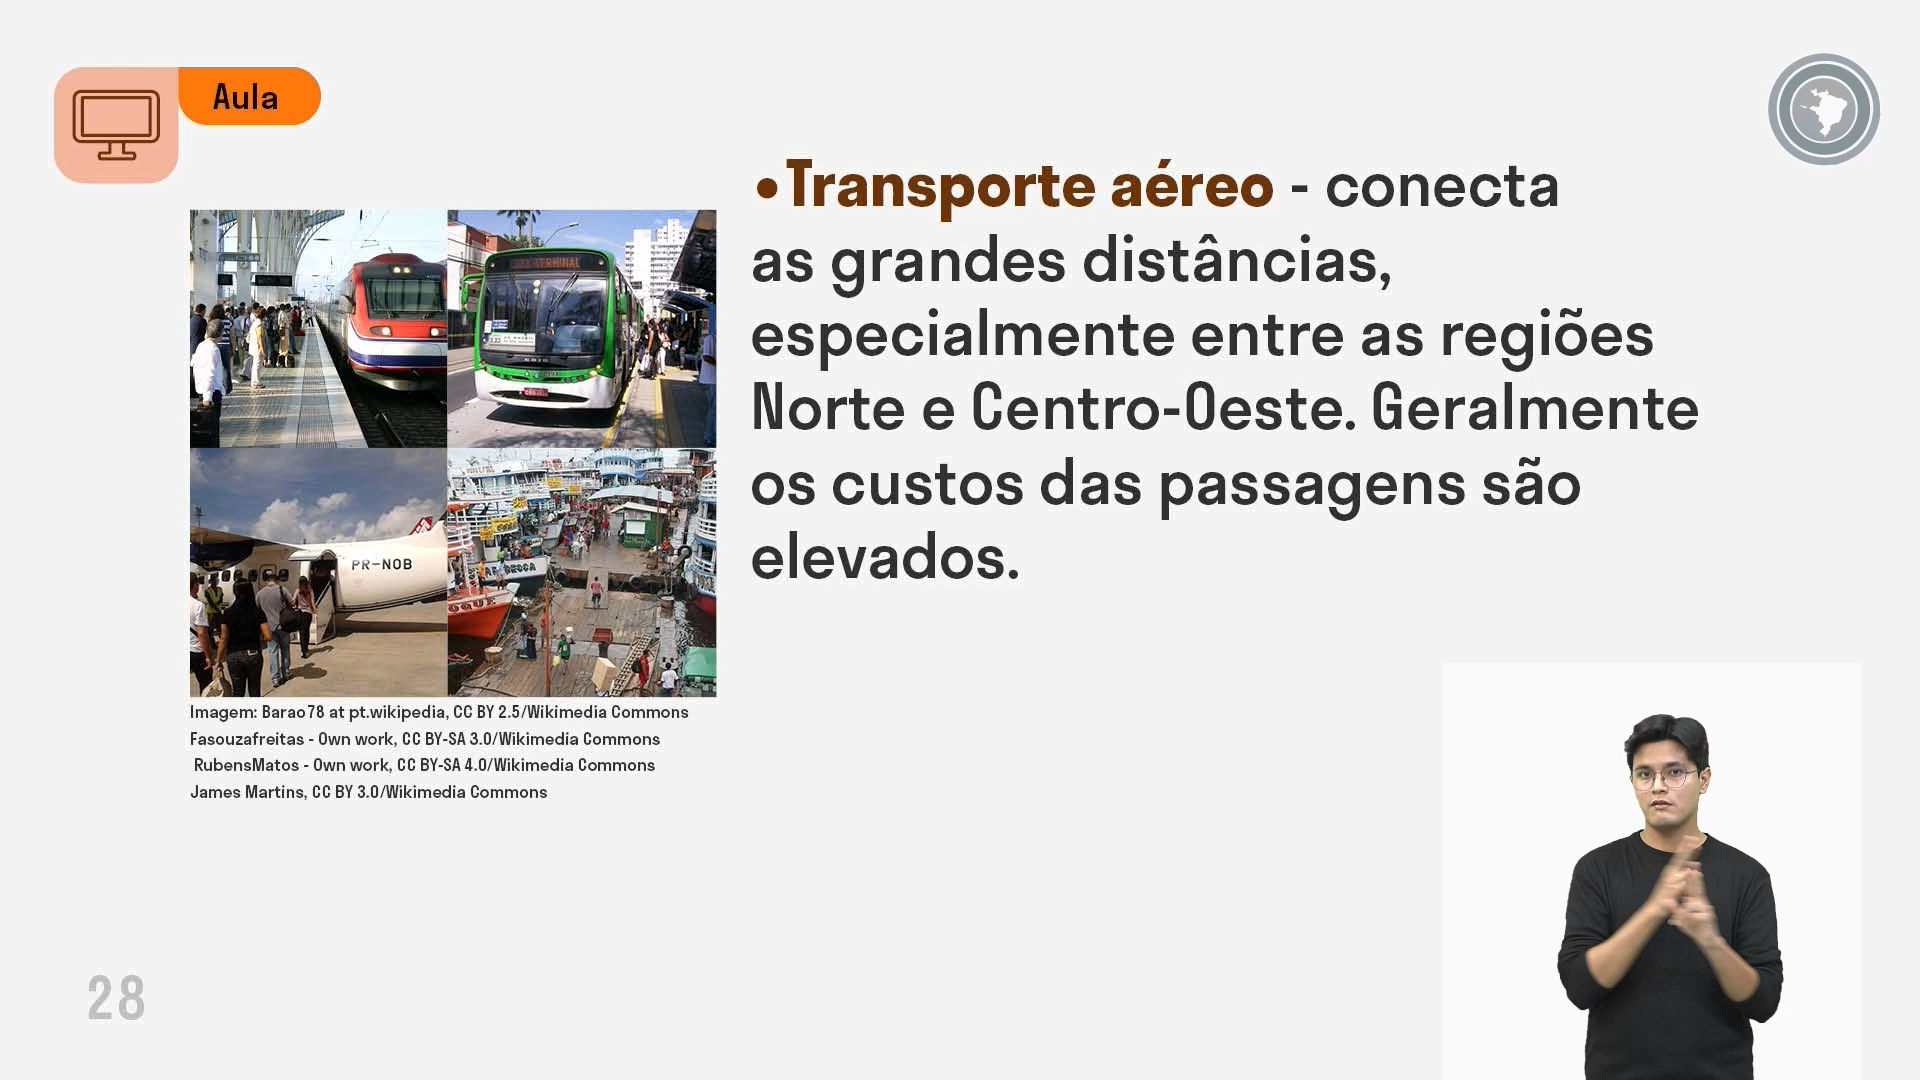 Aula
•Transporte aéreo - conecta
as grandes distâncias,
especialmente entre as regiões
Norte e Centro-Oeste. Geralmente
os custos das passagens são
elevados.
PR-NOB
Imagem: Barao78 at pt.wikipedia, CC BY 2.5/Wikimedia Commons
Fasouzafreitas - Own work, CC BY-SA 3.0/Wikimedia Commons
RubensMatos - Own work, CC BY-SA 4.0/Wikimedia Commons
James Martins, CC BY 3.0/Wikimedia Commons
28